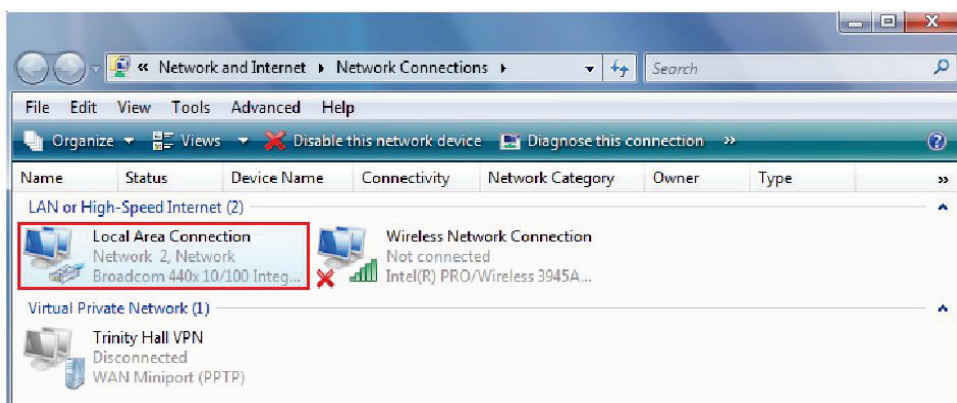 « Network and Internet ▸ Network Connections ▸ Search
File Edit View Tools Advanced Help
Organize Views Disable this network device Diagnose this connection »
Name Status Device Name Connectivity Network Category Owner Type »
LAN or High-Speed Internet (2)
Local Area Connection Wireless Network Connection
Network 2, Network Not connected
Broadcom 440x 10/100 Integ... Intel(R) PRO/Wireless 3945A...
Virtual Private Network (1)
Trinity Hall VPN
Disconnected
WAN Miniport (PPTP)